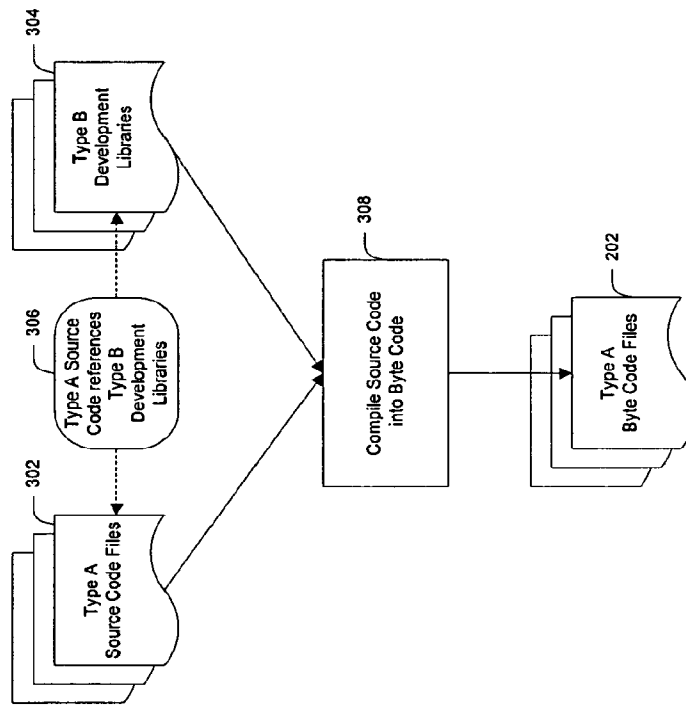 302
Type A
Source Code Files
306
Type A Source
Code references
Type B
Development
Libraries
304
Type B
Development
Libraries
308
Compile Source Code
into Byte Code
202
Type A
Byte Code Files